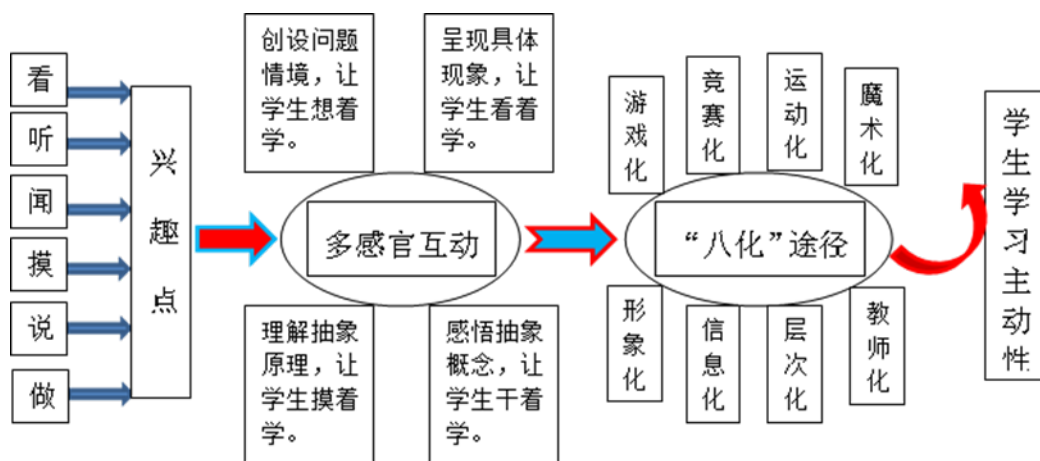 看
听
闻
摸
说
做
兴趣点
创设问题
情境，让
学生想着
学。
呈现具体
现象，让
学生看着
学。
多感官互动
理解抽象
原理，让
学生摸着
学。
感悟抽象
概念，让
学生干着
学。
游戏化
竞赛化
运动化
魔术化
“八化”途径
形象化
信息化
层次化
教师化
学生学习主动性